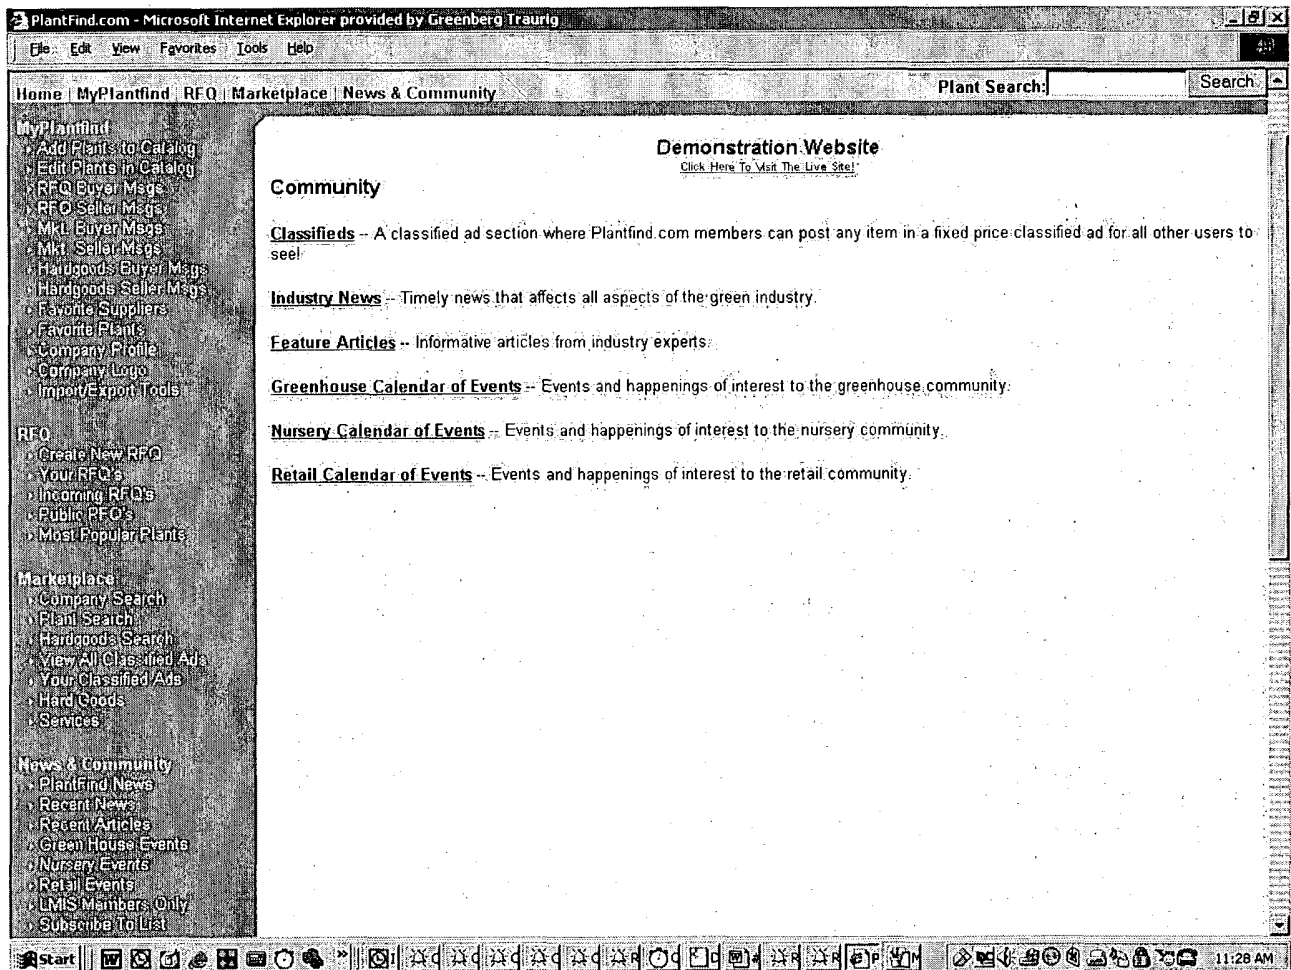 PlantFind.com - Microsoft Internet Explorer provided by Greenberg Traurig
File Edit View Favorites Tools Help
Home | MyPlantfind | RFQ | Marketplace | News & Community
Plant Search: Search
MyPlantfind
Add Plants to Catalog
Edit Plants in Catalog
RFQ Buyer Msgs
RFQ Seller Msgs
Mkt. Buyer Msgs
Mkt. Seller Msgs
Hardgoods Buyer Msgs
Hardgoods Seller Msgs
Favorite Suppliers
Favorite Plants
Company Profile
Company Logo
Import/Export Tools
RFQ
Create New RFQ
Your RFQ's
Incoming RFQ's
Public RFQ's
Most Popular Plants
Marketplace
Company Search
Plant Search
Hardgoods Search
View All Classified Ads
Your Classified Ads
Hard Goods
Services
News & Community
PlantFind News
Recent News
Recent Articles
Green House Events
Nursery Events
Retail Events
LMIS Members Only
Subscribe To List
Demonstration Website
Click Here To Visit The Live Site!
Community
Classifieds -- A classified ad section where Plantfind.com members can post any item in a fixed price classified ad for all other users to
see!
Industry News -- Timely news that affects all aspects of the green industry.
Feature Articles -- Informative articles from industry experts.
Greenhouse Calendar of Events -- Events and happenings of interest to the greenhouse community.
Nursery Calendar of Events -- Events and happenings of interest to the nursery community.
Retail Calendar of Events -- Events and happenings of interest to the retail community.
Start
11:28 AM